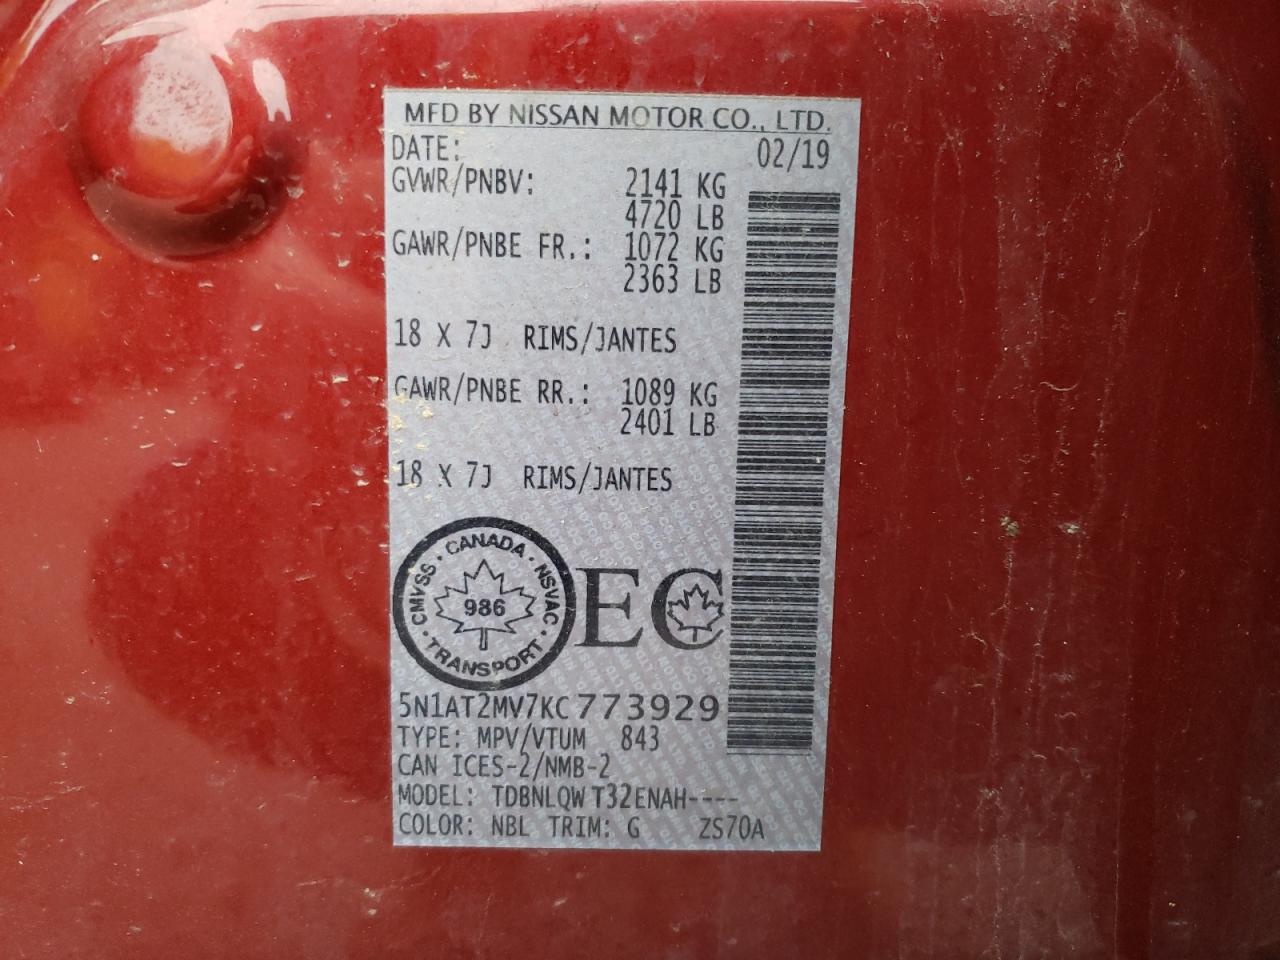 MFD BY NISSAN MOTOR CO., LTD.
DATE: 02/19
GVWR/PNBV: 2141 KG
4720 LB
GAWR/PNBE FR.: 1072 KG
2363 LB
18 X 7J RIMS/JANTES
GAWR/PNBE RR.: 1089 KG
2401 LB
18 X 7J RIMS/JANTES
CANADA · NSVAC · TRANSPORT · CMVSS ·
986
EC
5N1AT2MV7KC773929
TYPE: MPV/VTUM 843
CAN ICES-2/NMB-2
MODEL: TDBNLQW T32ENAH----
COLOR: NBL TRIM: G ZS70A